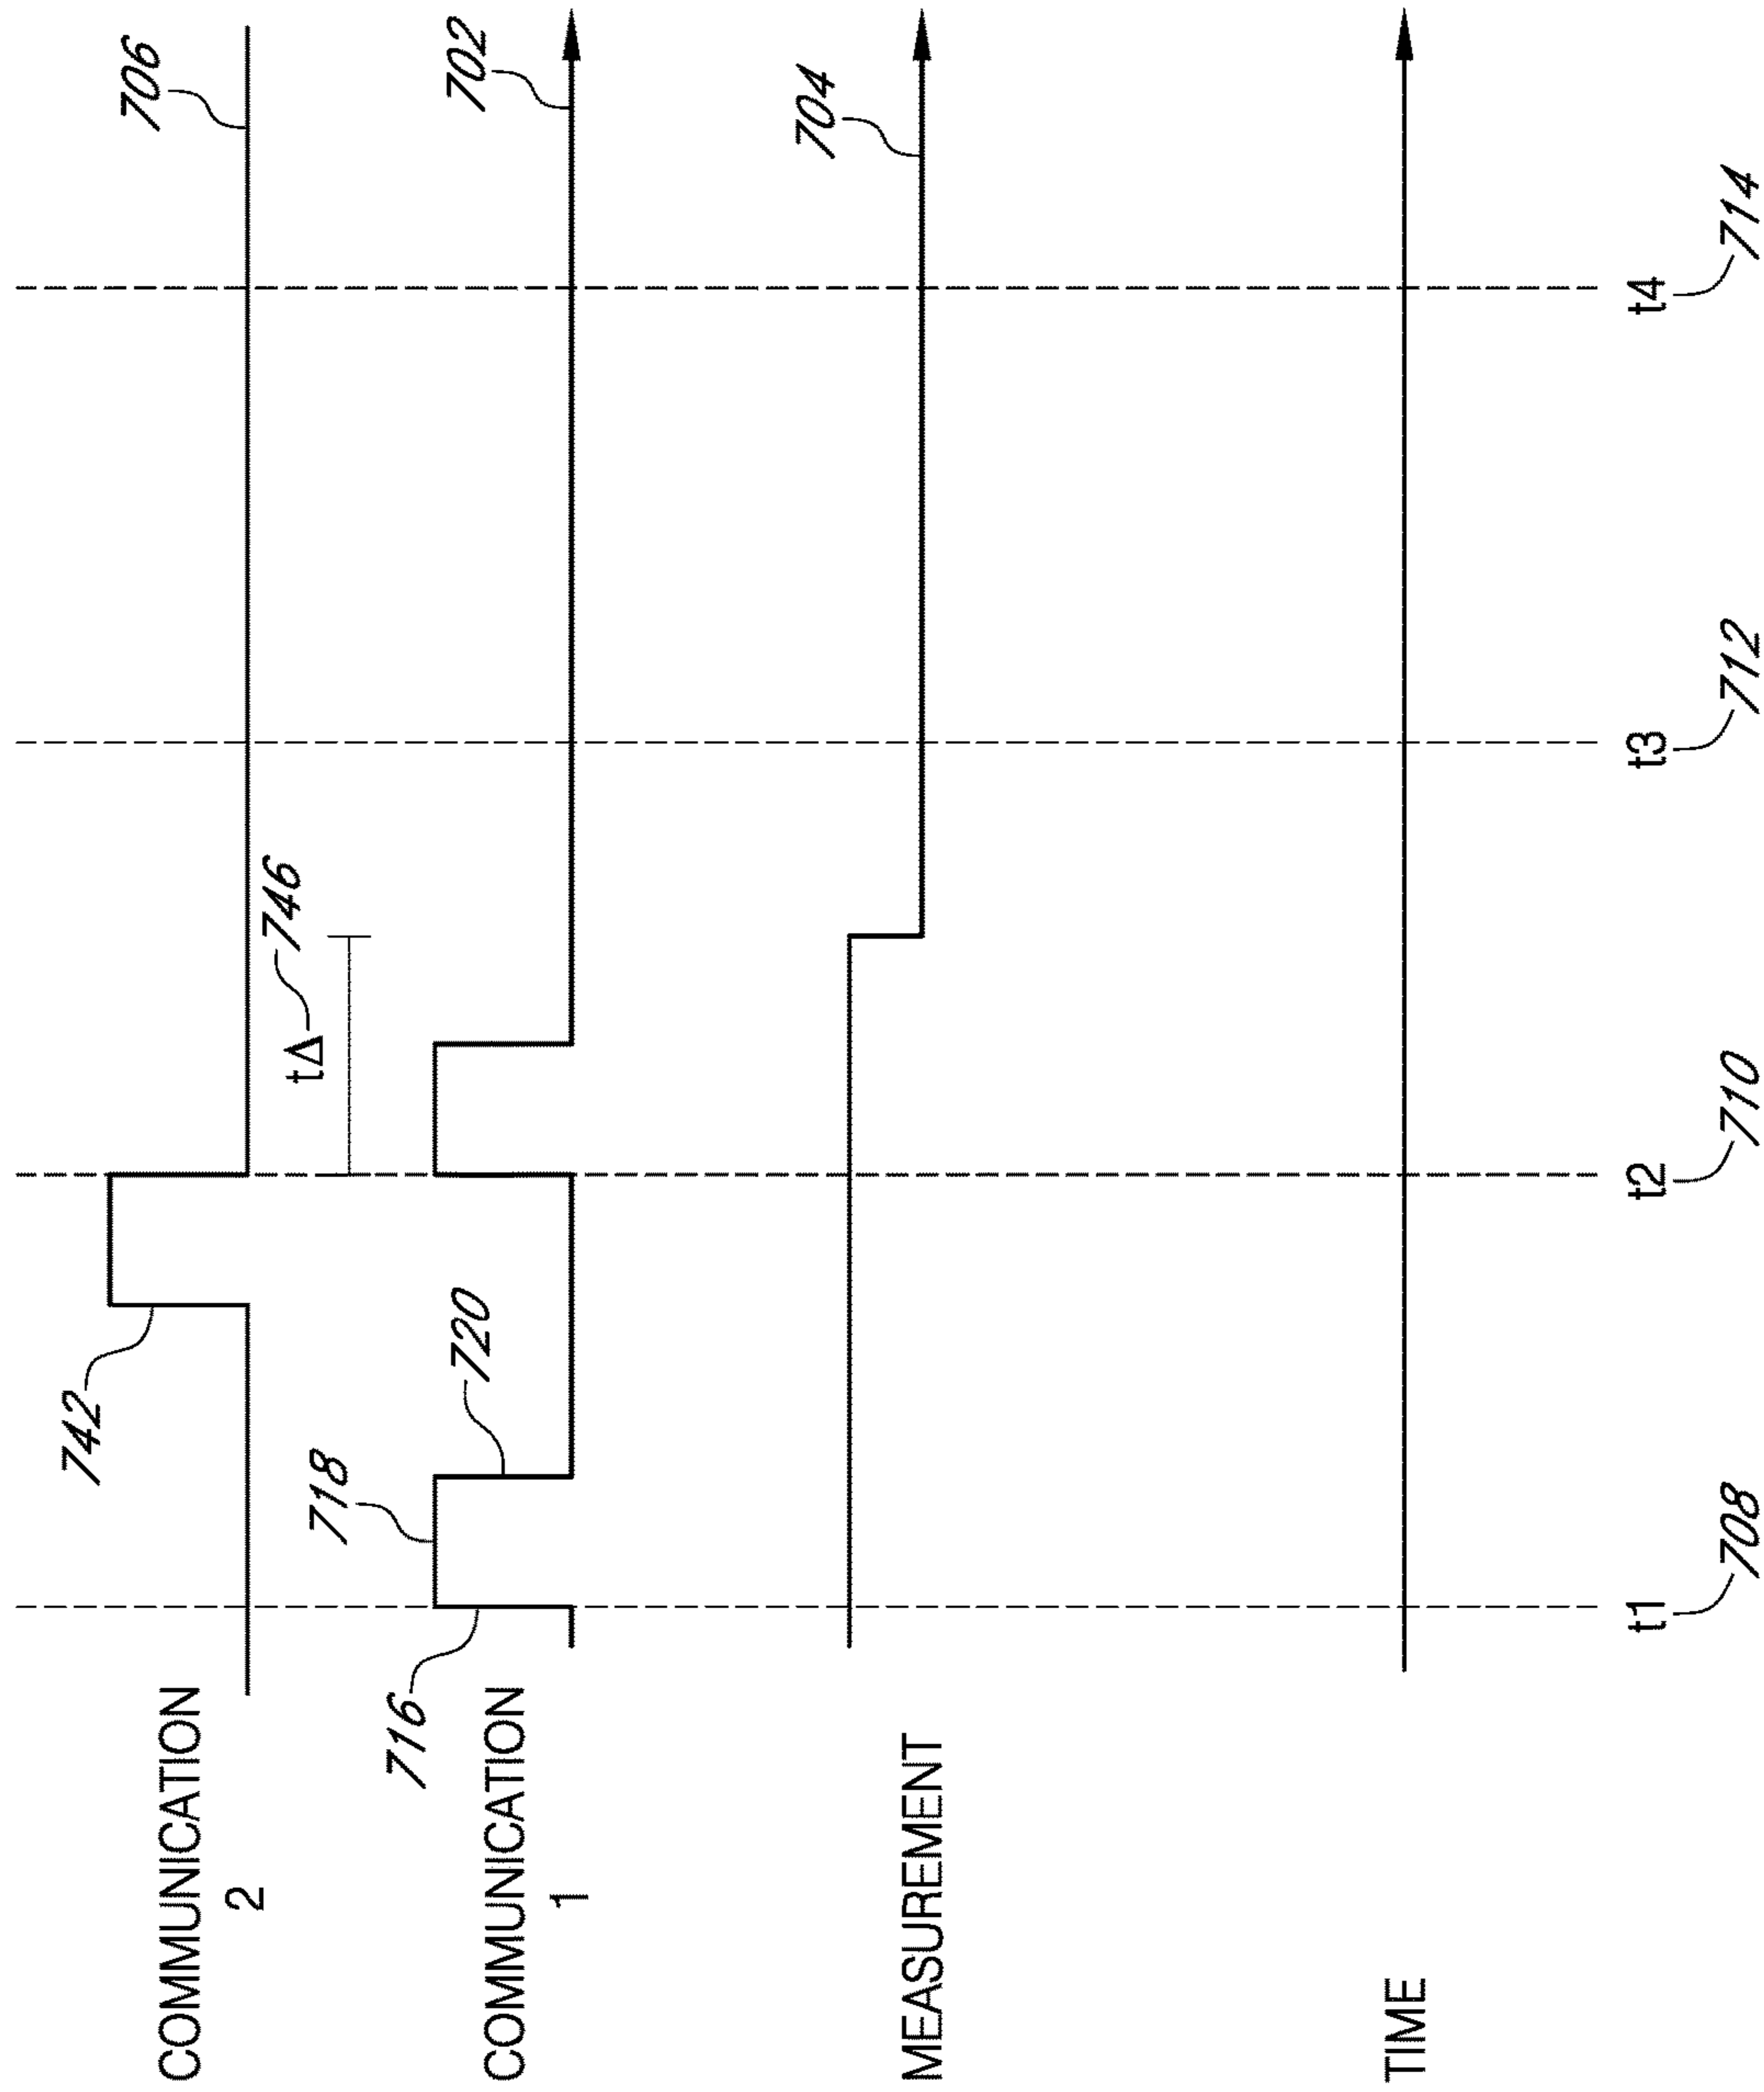 COMMUNICATION
2
706
742
tΔ
746
COMMUNICATION
1
702
716
718
720
MEASUREMENT
704
TIME
t1
t2
t3
t4
708
710
712
714